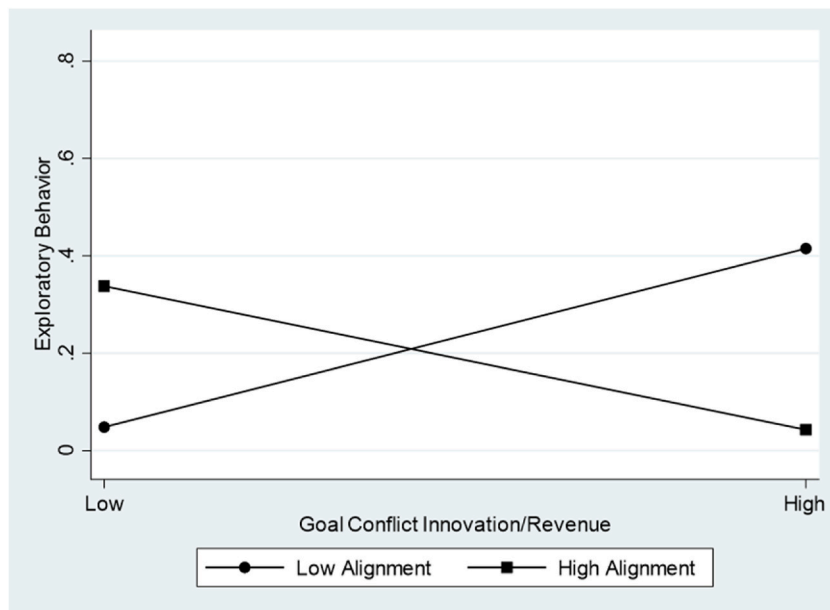 Exploratory Behavior
.8
.6
.4
.2
0
Low
High
Goal Conflict Innovation/Revenue
Low Alignment
High Alignment